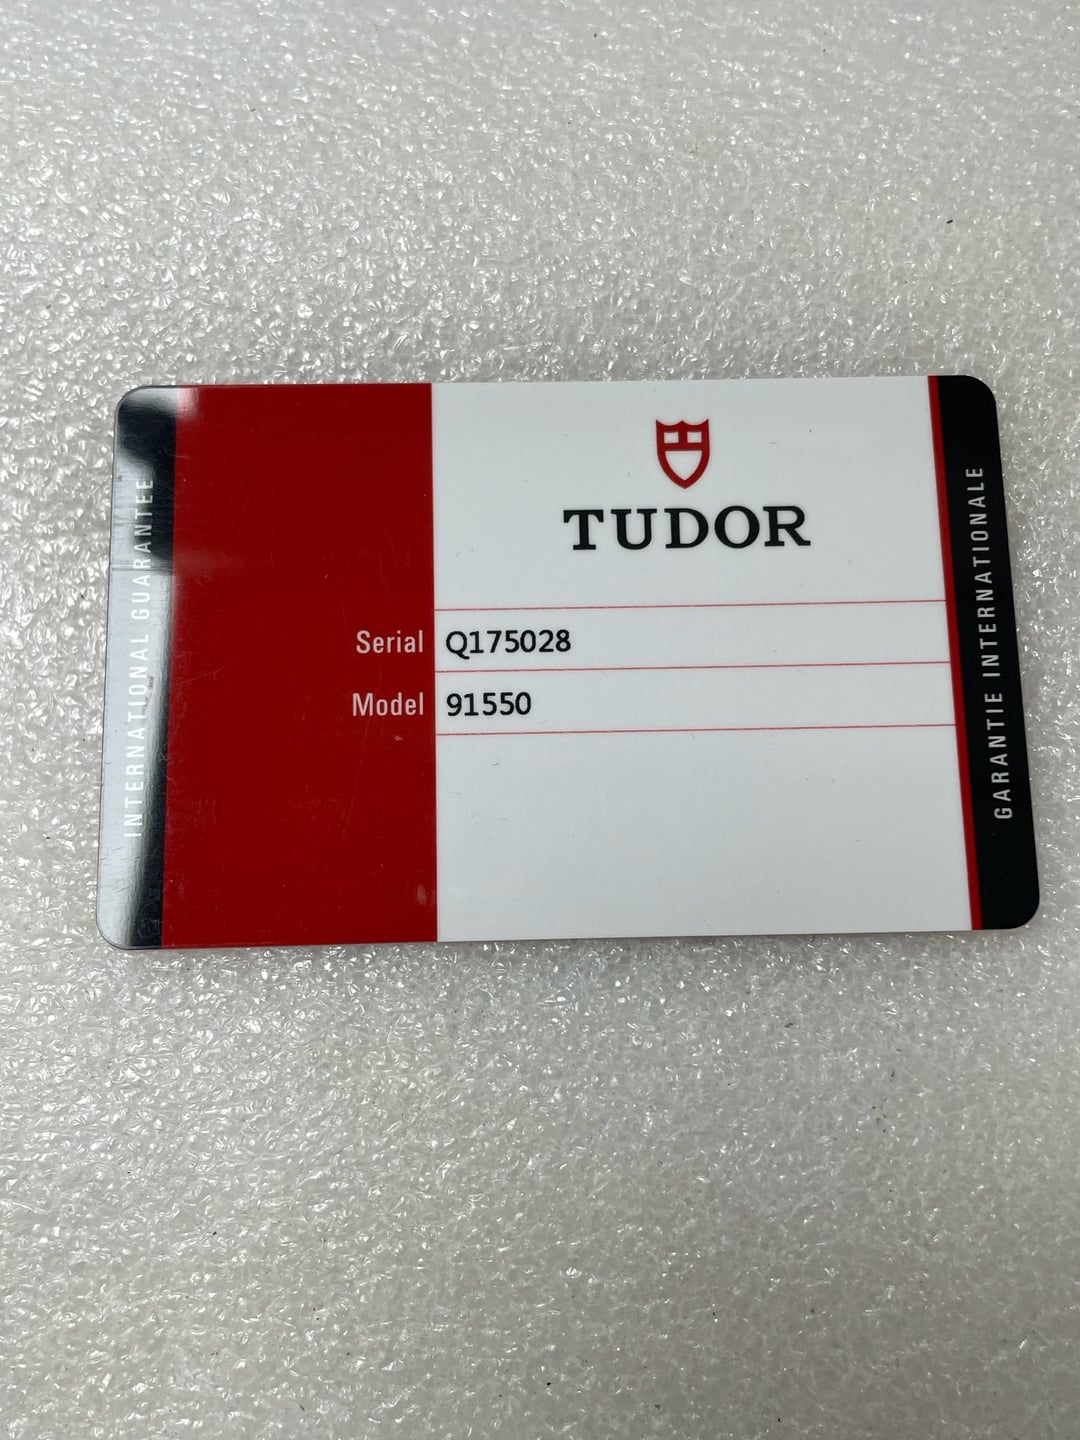 INTERNATIONAL GUARANTEE
TUDOR
Serial Q175028
Model 91550
GARANTIE INTERNATIONALE